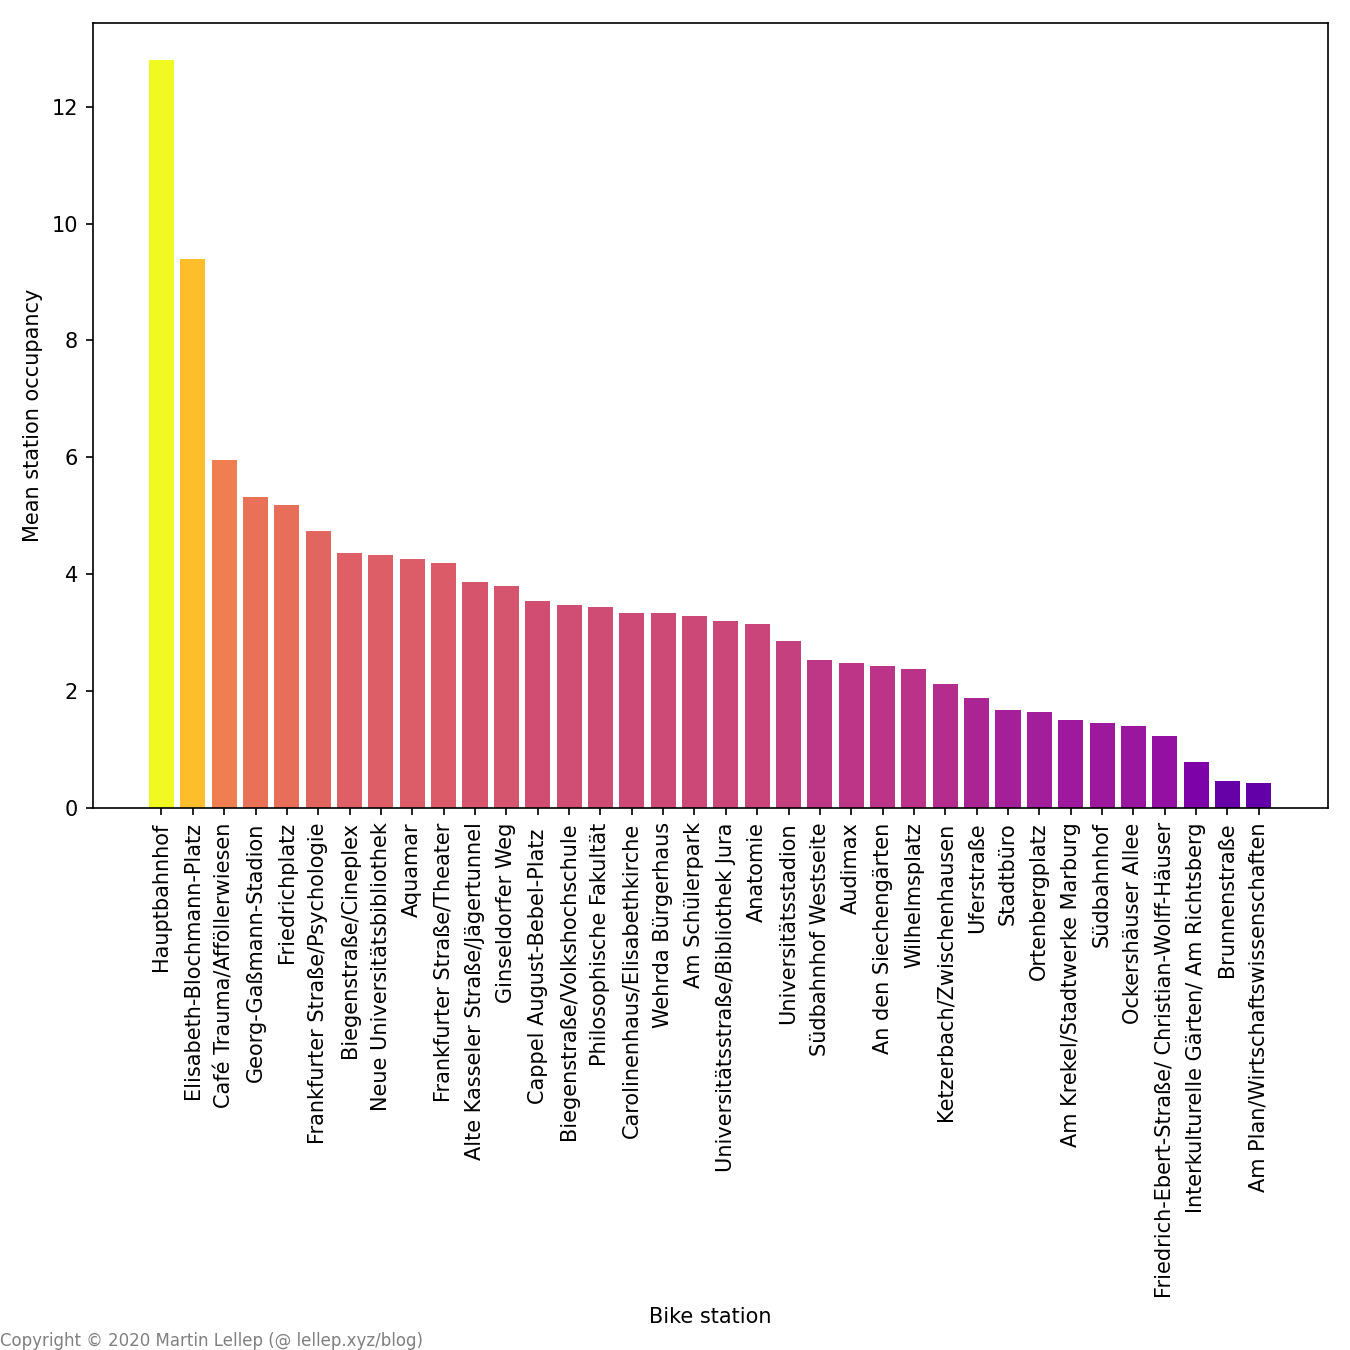 Mean station occupancy
12
10
8
6
4
2
0
Hauptbahnhof
Elisabeth-Blochmann-Platz
Café Trauma/Afföllerwiesen
Georg-Gaßmann-Stadion
Friedrichplatz
Frankfurter Straße/Psychologie
Biegenstraße/Cineplex
Neue Universitätsbibliothek
Aquamar
Frankfurter Straße/Theater
Alte Kasseler Straße/Jägertunnel
Ginseldorfer Weg
Cappel August-Bebel-Platz
Biegenstraße/Volkshochschule
Philosophische Fakultät
Carolinenhaus/Elisabethkirche
Wehrda Bürgerhaus
Am Schülerpark
Universitätsstraße/Bibliothek Jura
Anatomie
Universitätsstadion
Südbahnhof Westseite
Audimax
An den Siechengärten
Wilhelmsplatz
Ketzerbach/Zwischenhausen
Uferstraße
Stadtbüro
Ortenbergplatz
Am Krekel/Stadtwerke Marburg
Südbahnhof
Ockershäuser Allee
Friedrich-Ebert-Straße/ Christian-Wolff-Häuser
Interkulturelle Gärten/ Am Richtsberg
Brunnenstraße
Am Plan/Wirtschaftswissenschaften
Bike station
Copyright © 2020 Martin Lellep (@ lellep.xyz/blog)